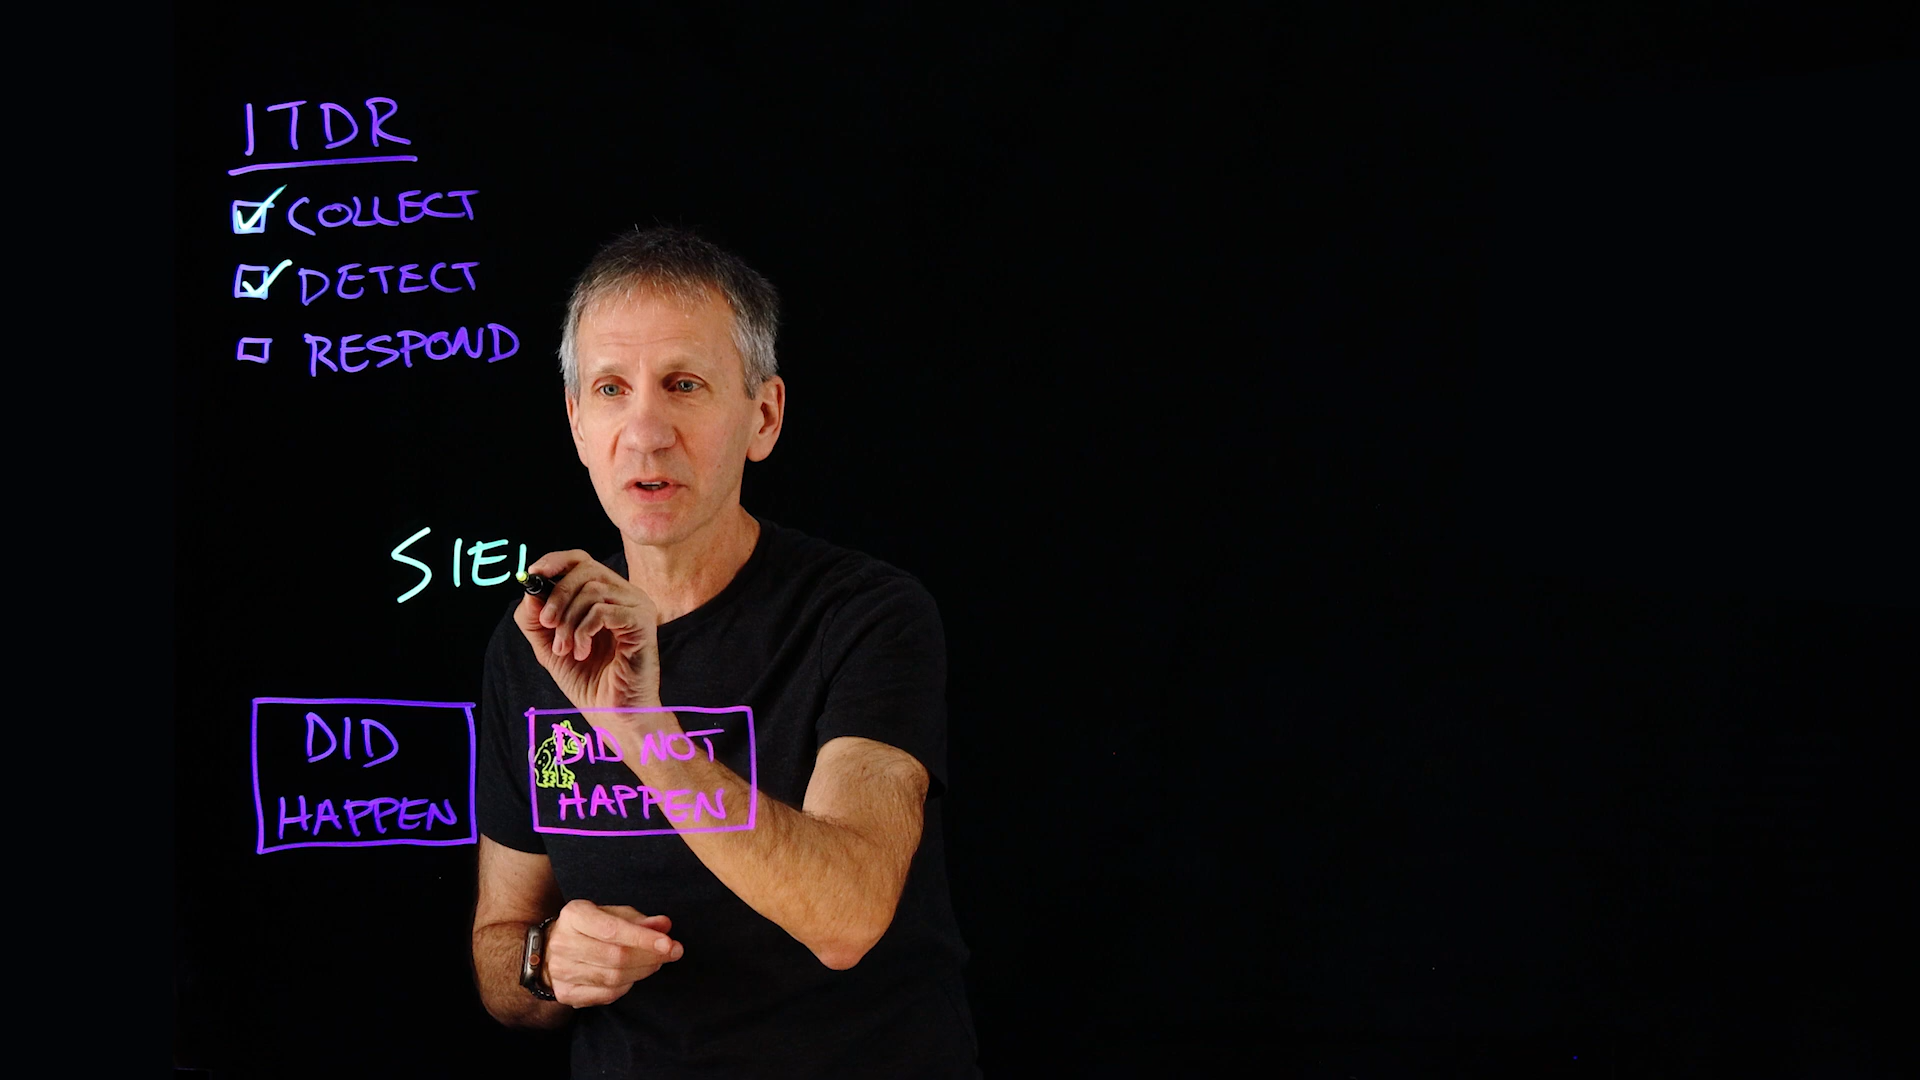 ITDR
COLLECT
DETECT
RESPOND
SIE
DID
HAPPEN
DID NOT
HAPPEN